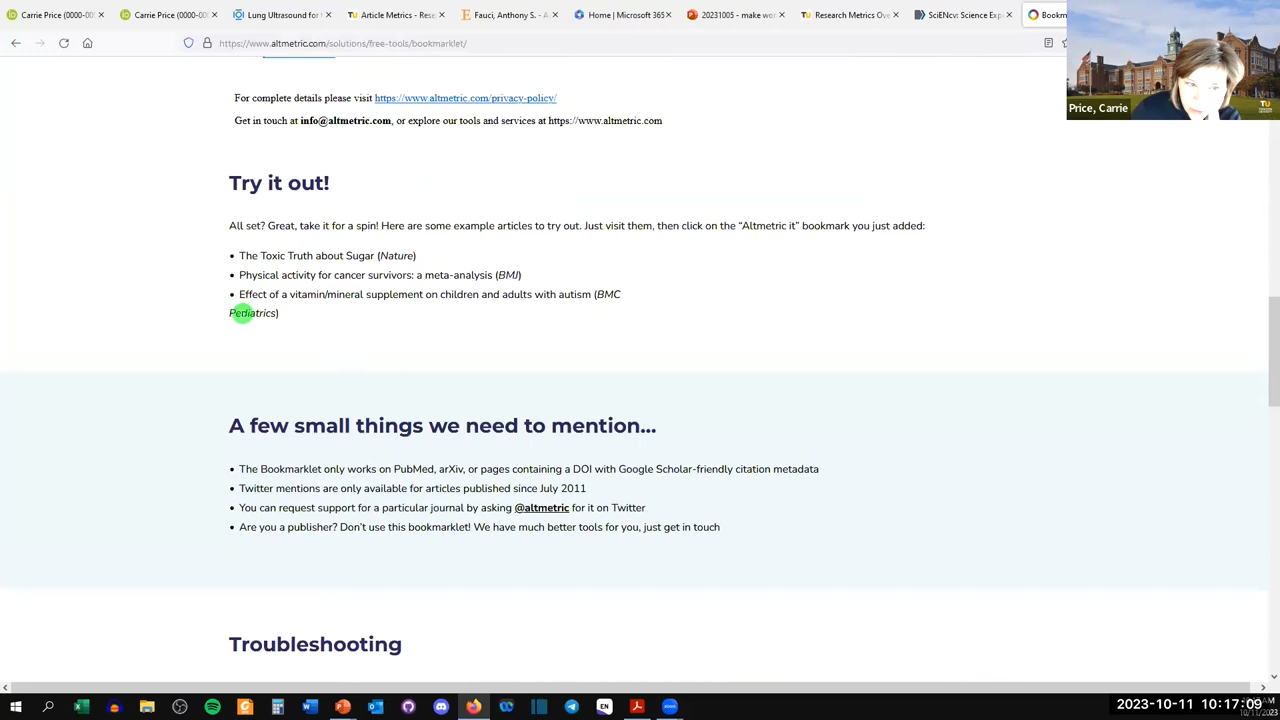 Carrie Price (0000-000
Carrie Price (0000-000
Lung Ultrasound for
TU Article Metrics - Rese
Fauci, Anthony S. - A
Home | Microsoft 365
20231005 - make wo
TU Research Metrics Ov
SciENcv: Science Exp
Bookm
https://www.altmetric.com/solutions/free-tools/bookmarklet/
Price, Carrie
TU
For complete details please visit https://www.altmetric.com/privacy-policy/
Get in touch at info@altmetric.com, or explore our tools and services at https://www.altmetric.com
Try it out!
All set? Great, take it for a spin! Here are some example articles to try out. Just visit them, then click on the “Altmetric it” bookmark you just added:
• The Toxic Truth about Sugar (Nature)
• Physical activity for cancer survivors: a meta-analysis (BMJ)
• Effect of a vitamin/mineral supplement on children and adults with autism (BMC
Pediatrics)
A few small things we need to mention...
• The Bookmarklet only works on PubMed, arXiv, or pages containing a DOI with Google Scholar-friendly citation metadata
• Twitter mentions are only available for articles published since July 2011
• You can request support for a particular journal by asking @altmetric for it on Twitter
• Are you a publisher? Don’t use this bookmarklet! We have much better tools for you, just get in touch
Troubleshooting
EN
2023-10-11 10:17:09